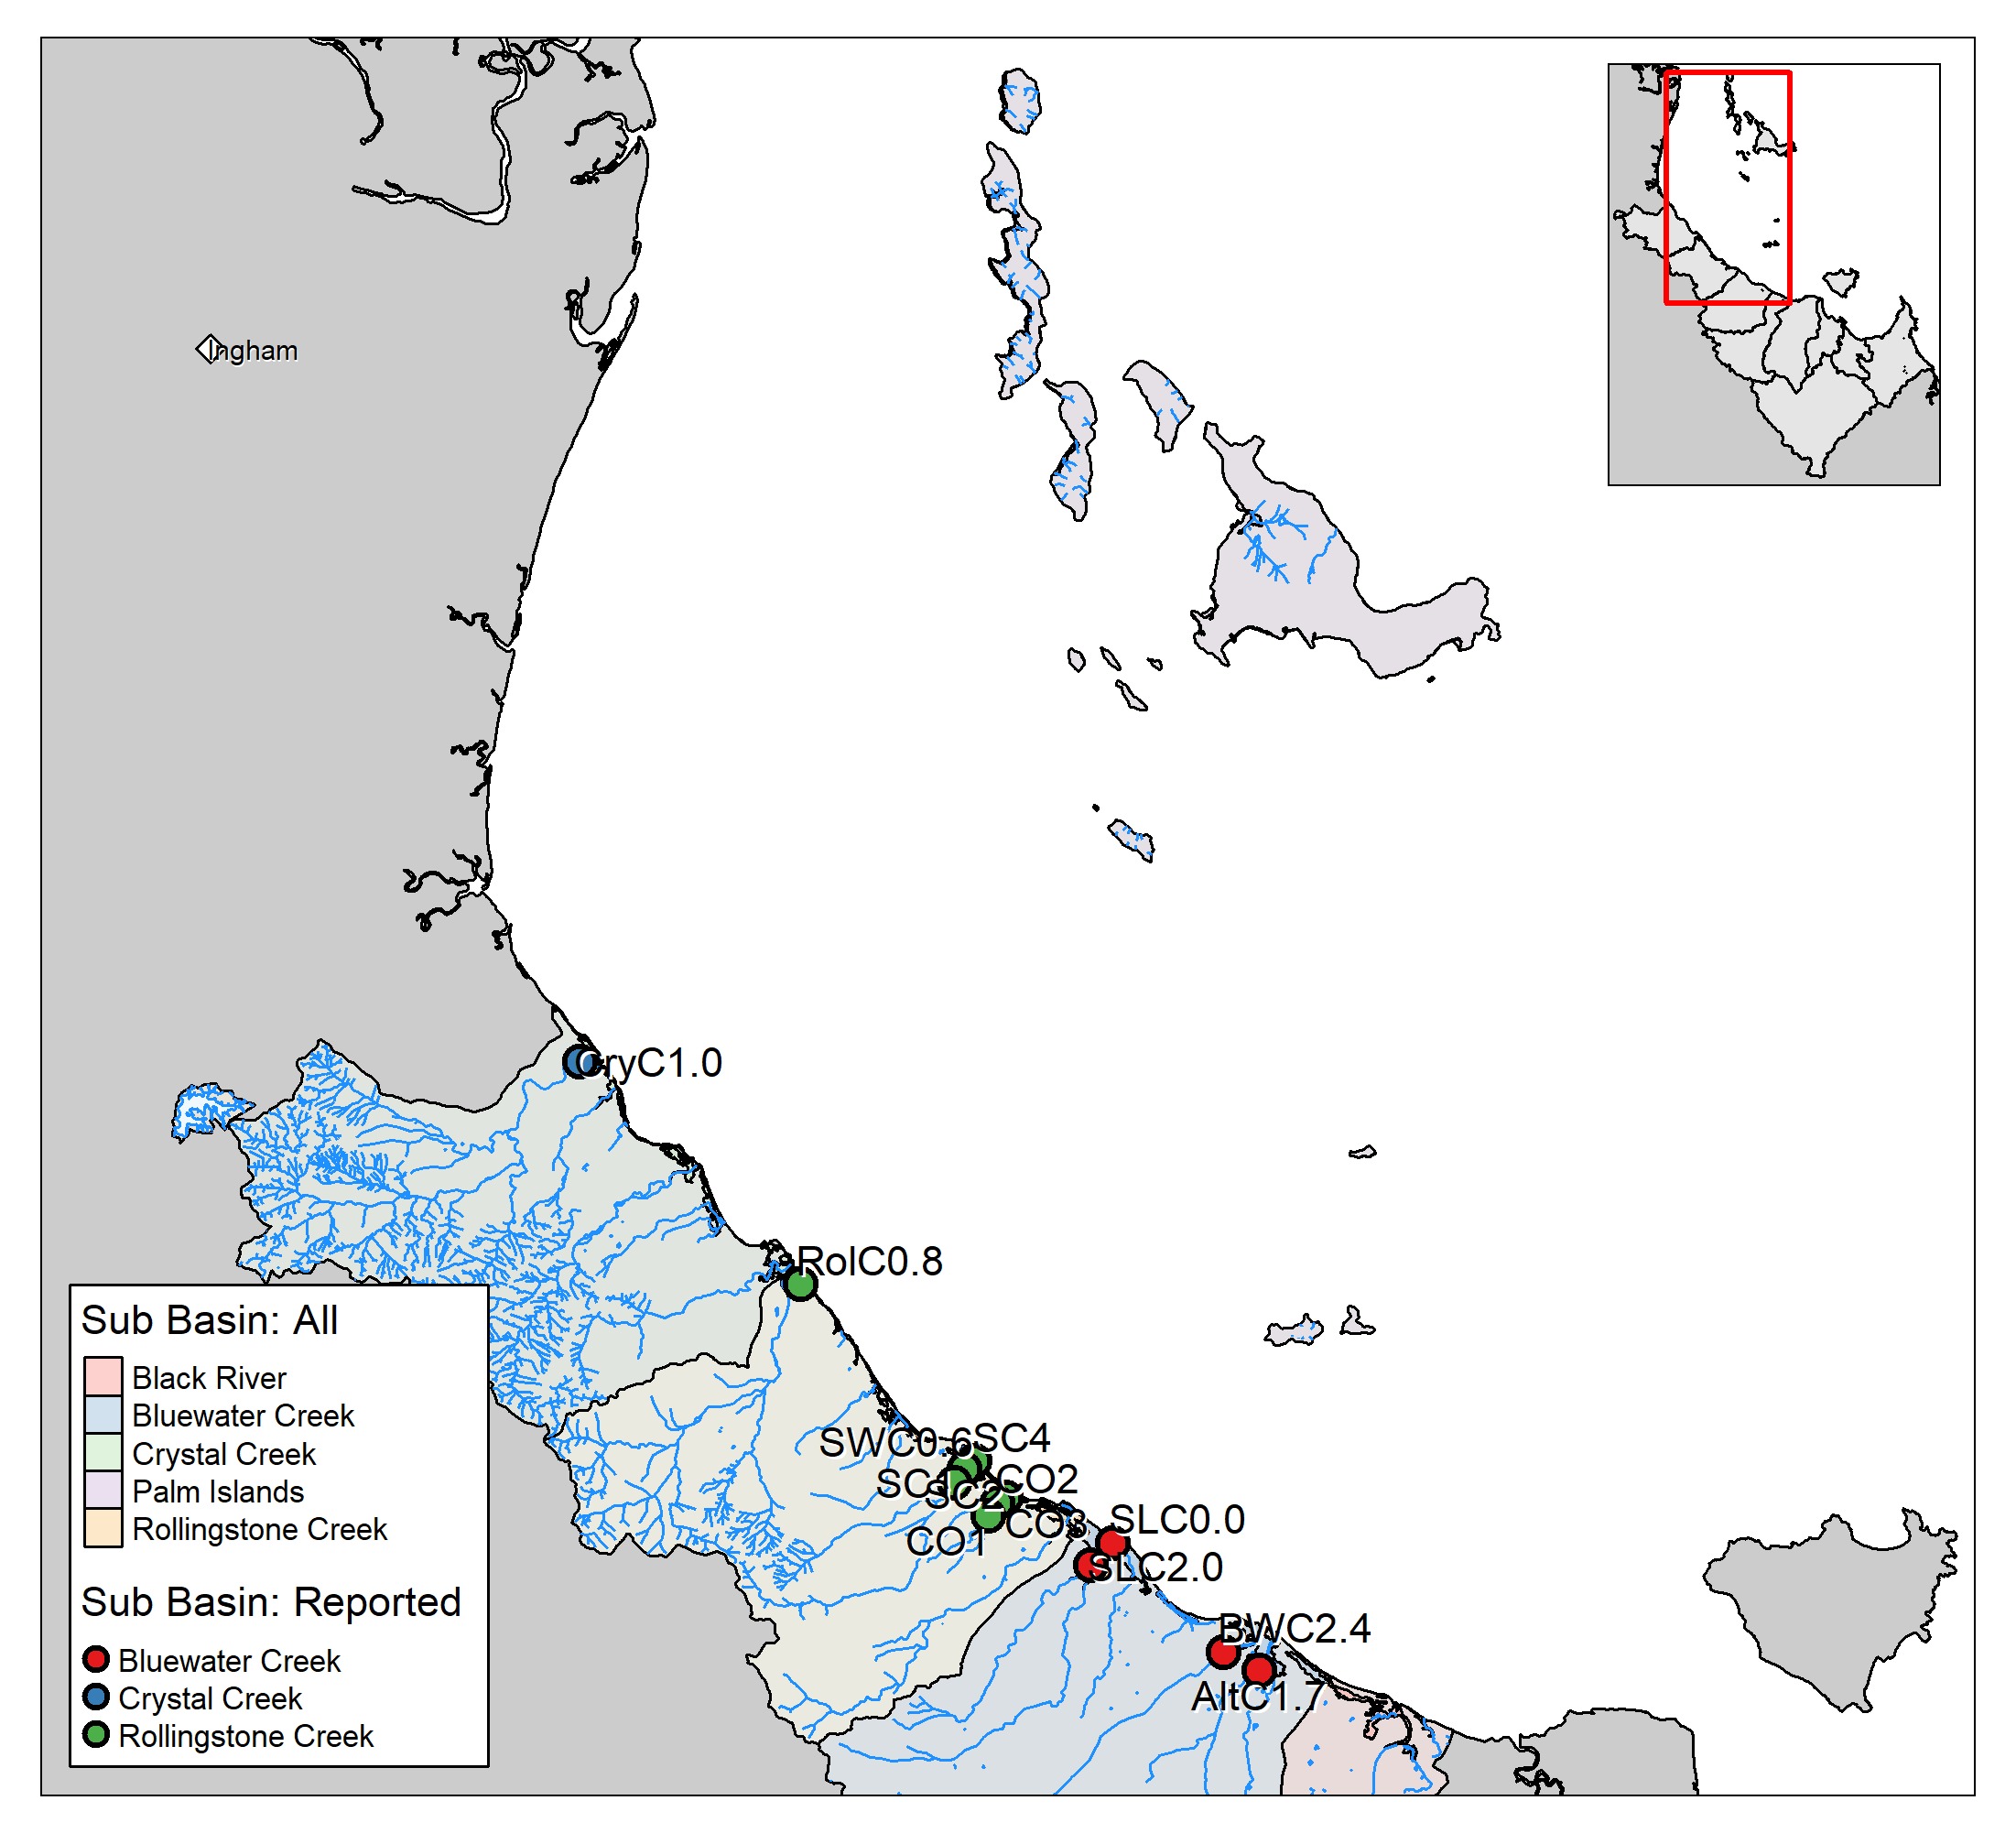 Ingham
CryC1.0
RolC0.8
SWC0.6
SC4
SC1
SC2
CO2
CO1
CO3
SLC0.0
SLC2.0
BWC2.4
AltC1.7
Sub Basin: All
Black River
Bluewater Creek
Crystal Creek
Palm Islands
Rollingstone Creek
Sub Basin: Reported
Bluewater Creek
Crystal Creek
Rollingstone Creek